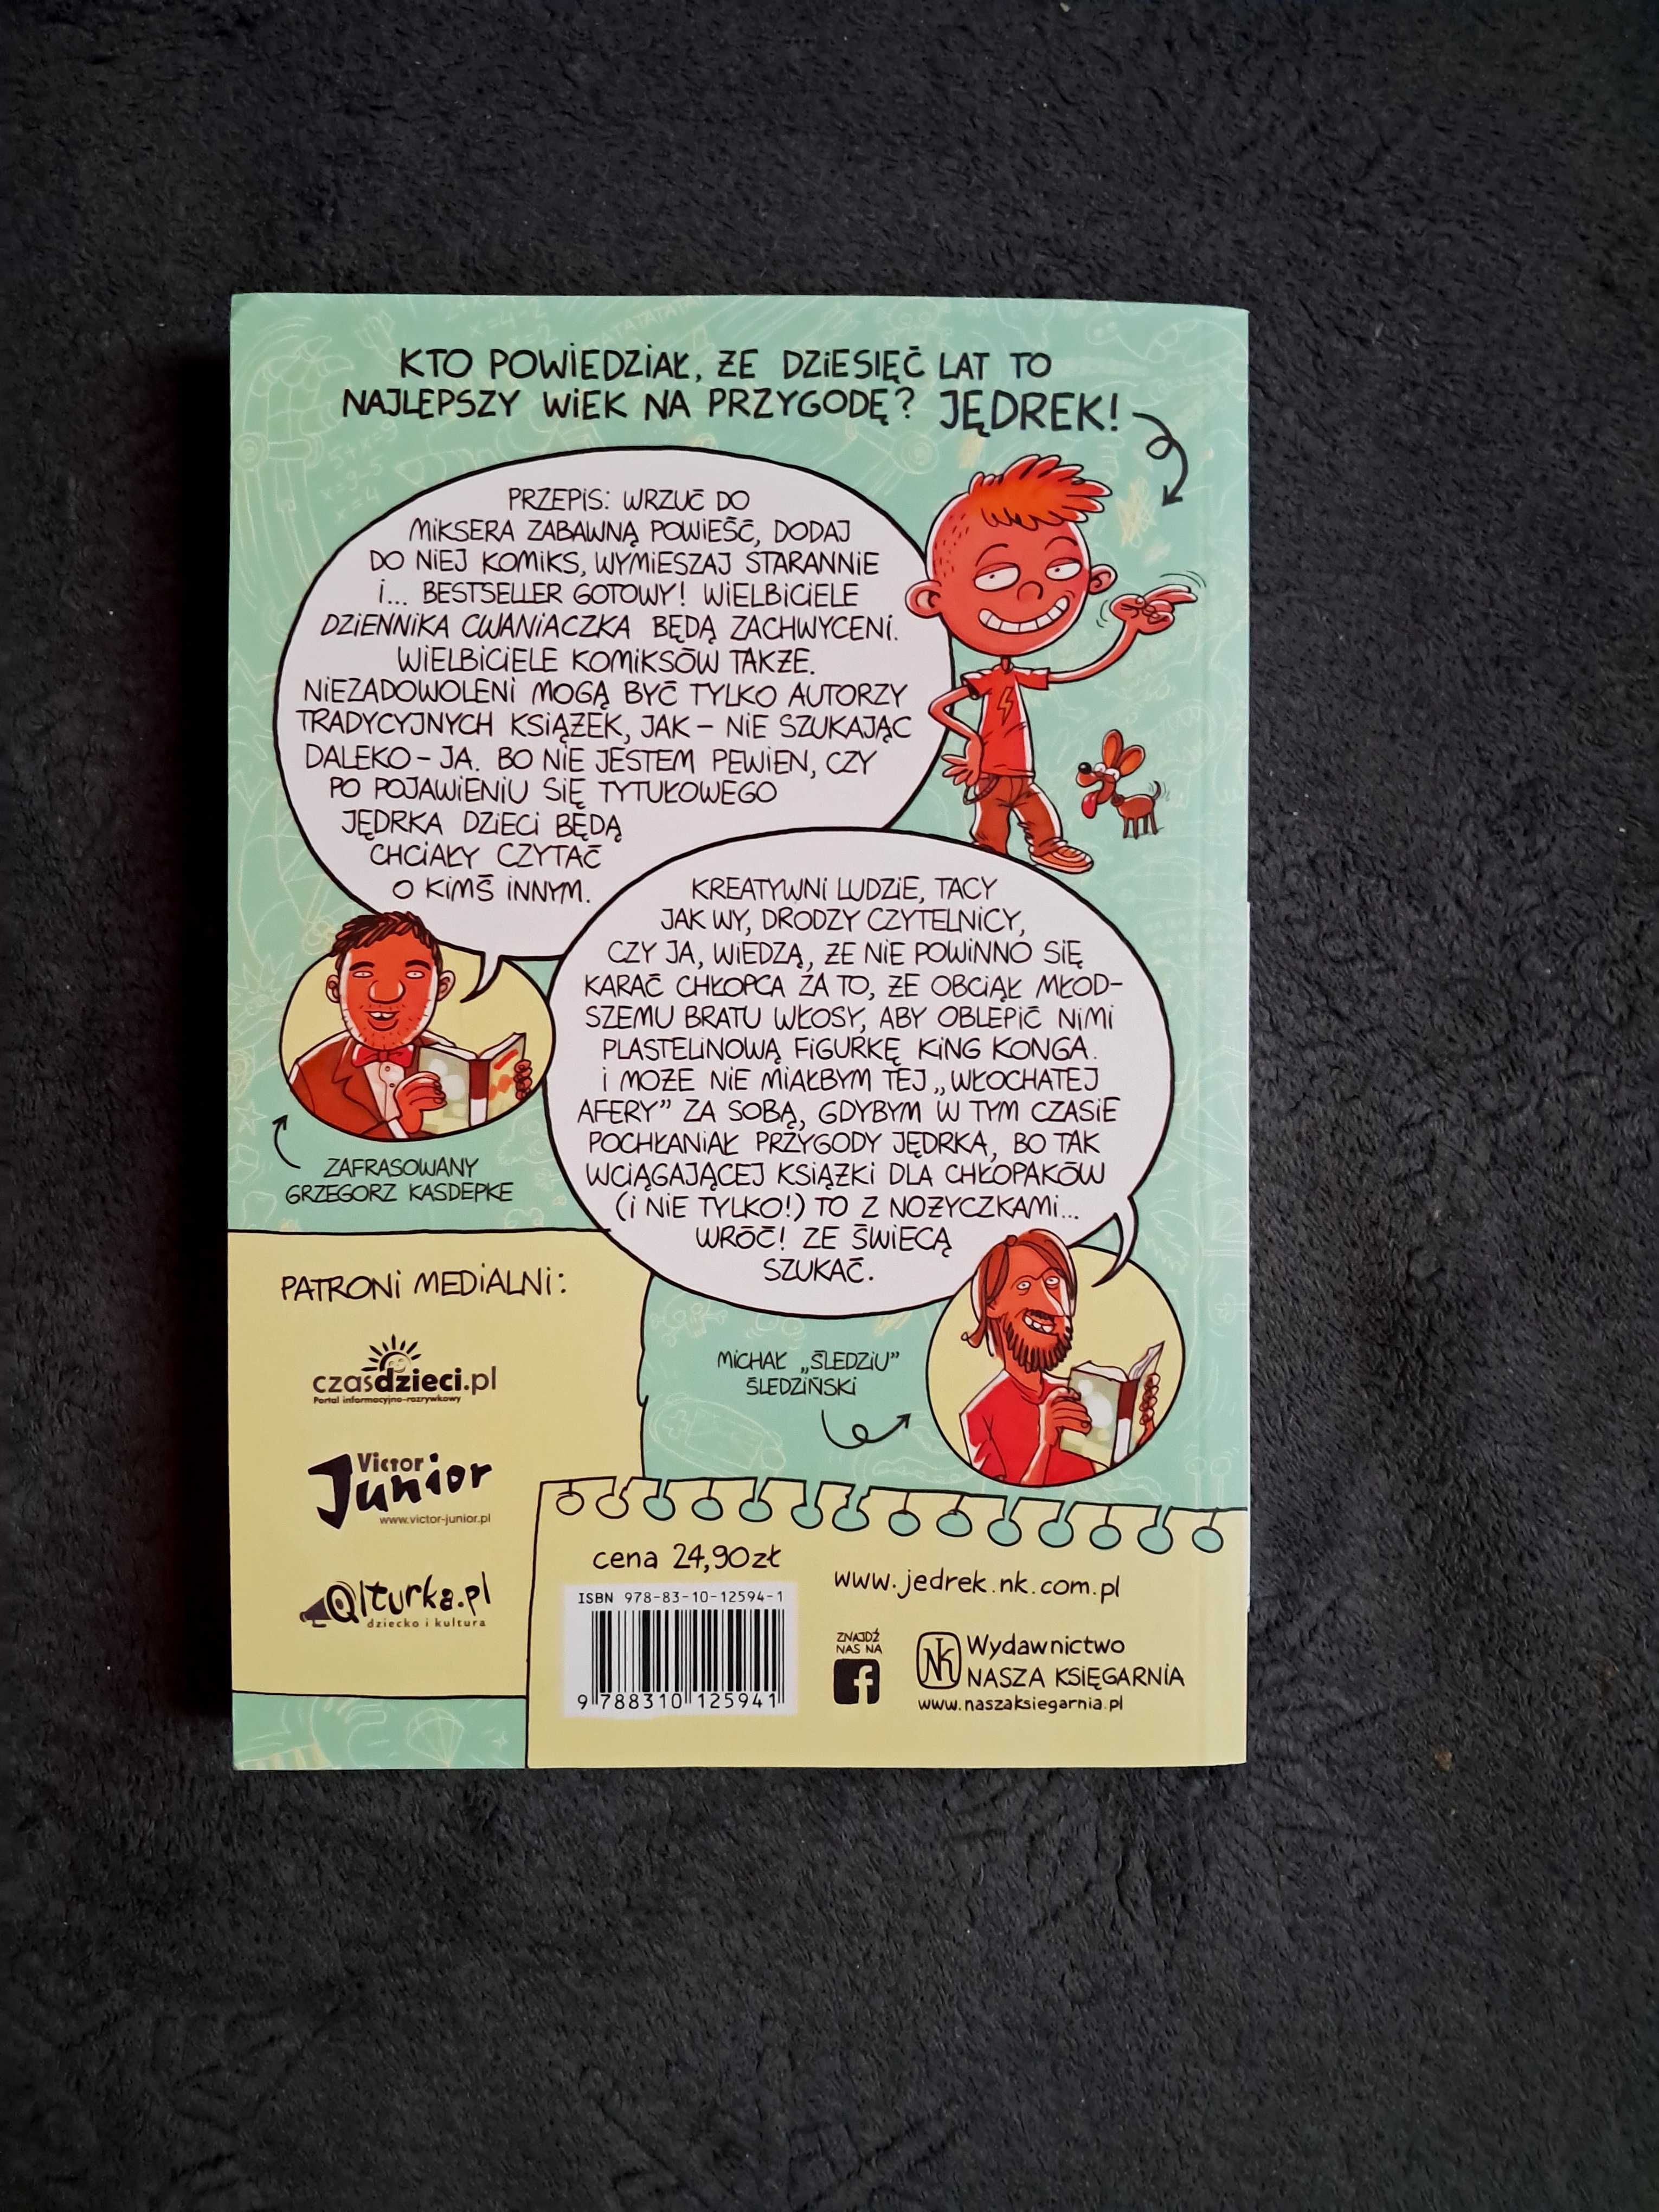 KTO POWIEDZIAŁ, ŻE DZIESIĘĆ LAT TO
NAJLEPSZY WIEK NA PRZYGODĘ? JĘDREK!
PRZEPIS: WRZUĆ DO
MIKSERA ZABAWNĄ POWIEŚĆ, DODAJ
DO NIEJ KOMIKS, WYMIESZAJ STARANNIE
I... BESTSELLER GOTOWY! WIELBICIELE
DZIENNIKA CWANIACZKA BĘDĄ ZACHWYCENI.
WIELBICIELE KOMIKSÓW TAKŻE.
NIEZADOWOLENI MOGĄ BYĆ TYLKO AUTORZY
TRADYCYJNYCH KSIĄŻEK, JAK – NIE SZUKAJĄC
DALEKO – JA. BO NIE JESTEM PEWIEN, CZY
PO POJAWIENIU SIĘ TYTUŁOWEGO
JĘDRKA DZIECI BĘDĄ
CHCIAŁY CZYTAĆ
O KIMŚ INNYM.
ZAFRASOWANY
GRZEGORZ KASDEPKE
KREATYWNI LUDZIE, TACY
JAK WY, DRODZY CZYTELNICY,
CZY JA, WIEDZĄ, ŻE NIE POWINNO SIĘ
KARAĆ CHŁOPCA ZA TO, ŻE OBCIĄŁ MŁOD-
SZEMU BRATU WŁOSY, ABY OBLEPIĆ NIMI
PLASTELINOWĄ FIGURKĘ KING KONGA.
I MOŻE NIE MIAŁBYM TEJ „WŁOCHATEJ
AFERY” ZA SOBĄ, GDYBYM W TYM CZASIE
POCHŁANIAŁ PRZYGODY JĘDRKA, BO TAK
WCIĄGAJĄCEJ KSIĄŻKI DLA CHŁOPAKÓW
(I NIE TYLKO!) TO Z NOŻYCZKAMI...
WRÓĆ! ZE ŚWIECĄ
SZUKAĆ.
MICHAŁ „ŚLEDZIU”
ŚLEDZIŃSKI
PATRONI MEDIALNI:
czasdzieci.pl
Portal informacyjno-rozrywkowy
Victor
Junior
www.victor-junior.pl
Qlturka.pl
dziecko i kultura
cena 24,90zł
ISBN 978-83-10-12594-1
9 788310 125941
www.jedrek.nk.com.pl
ZNAJDŹ
NAS NA
f
NK
Wydawnictwo
NASZA KSIĘGARNIA
www.naszaksiegarnia.pl